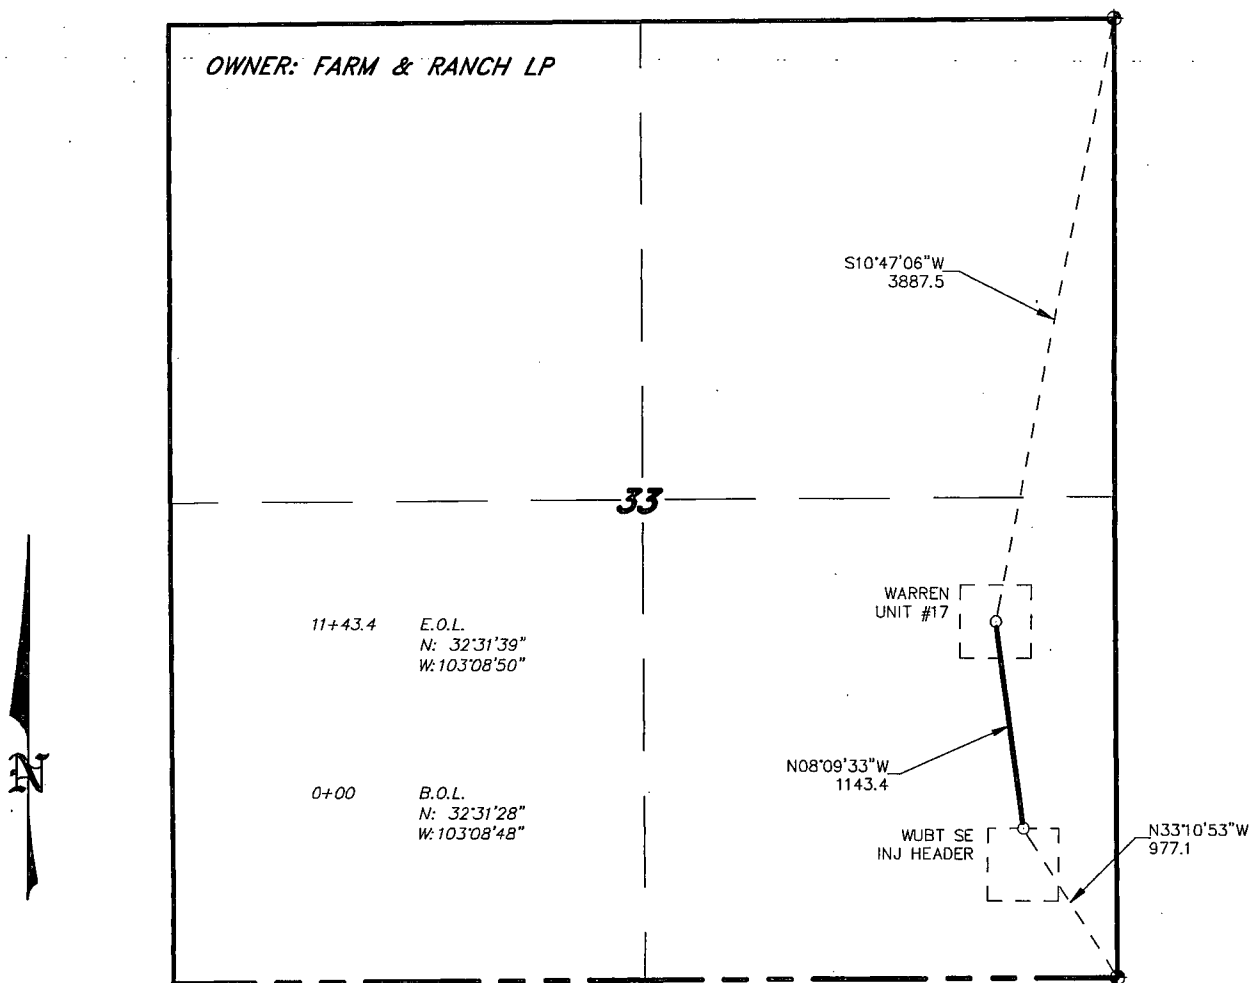 OWNER: FARM & RANCH LP
S10°47'06"W
3887.5
33
WARREN
UNIT #17
11+43.4 E.O.L.
N: 32°31'39"
W: 103°08'50"
N08°09'33"W
1143.4
0+00 B.O.L.
N: 32°31'28"
W: 103°08'48"
WUBT SE
INJ HEADER
N33°10'53"W
977.1
N